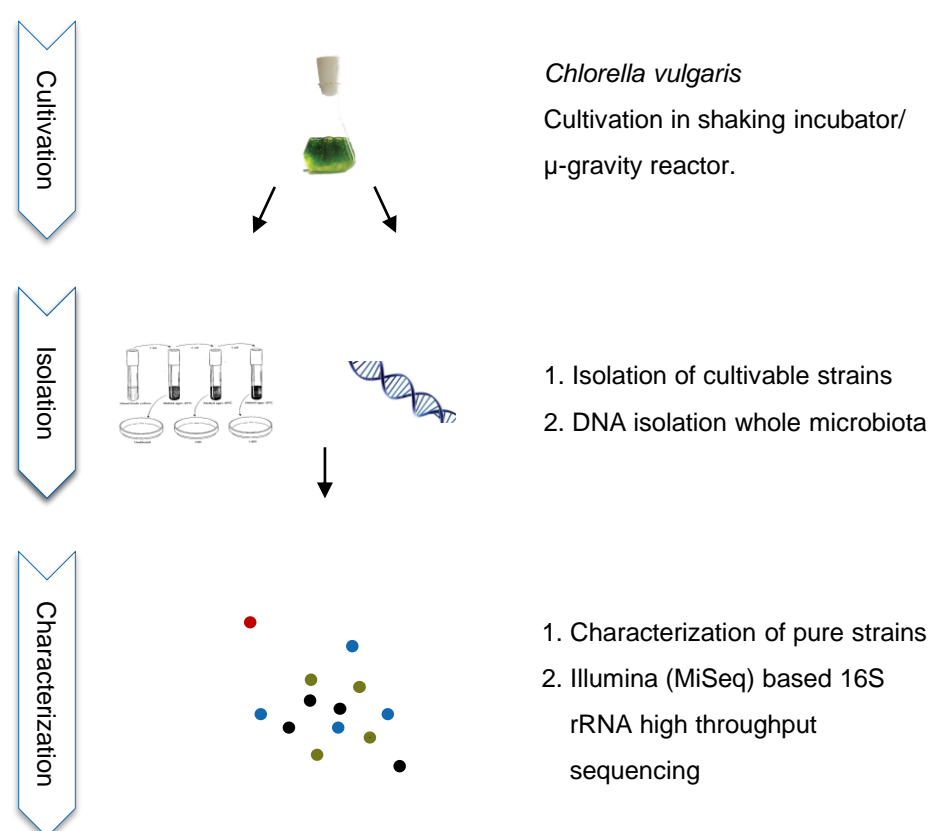 Cultivation
Chlorella vulgaris
Cultivation in shaking incubator/
μ-gravity reactor.
Isolation
1. Isolation of cultivable strains
2. DNA isolation whole microbiota
Characterization
1. Characterization of pure strains
2. Illumina (MiSeq) based 16S
rRNA high throughput
sequencing